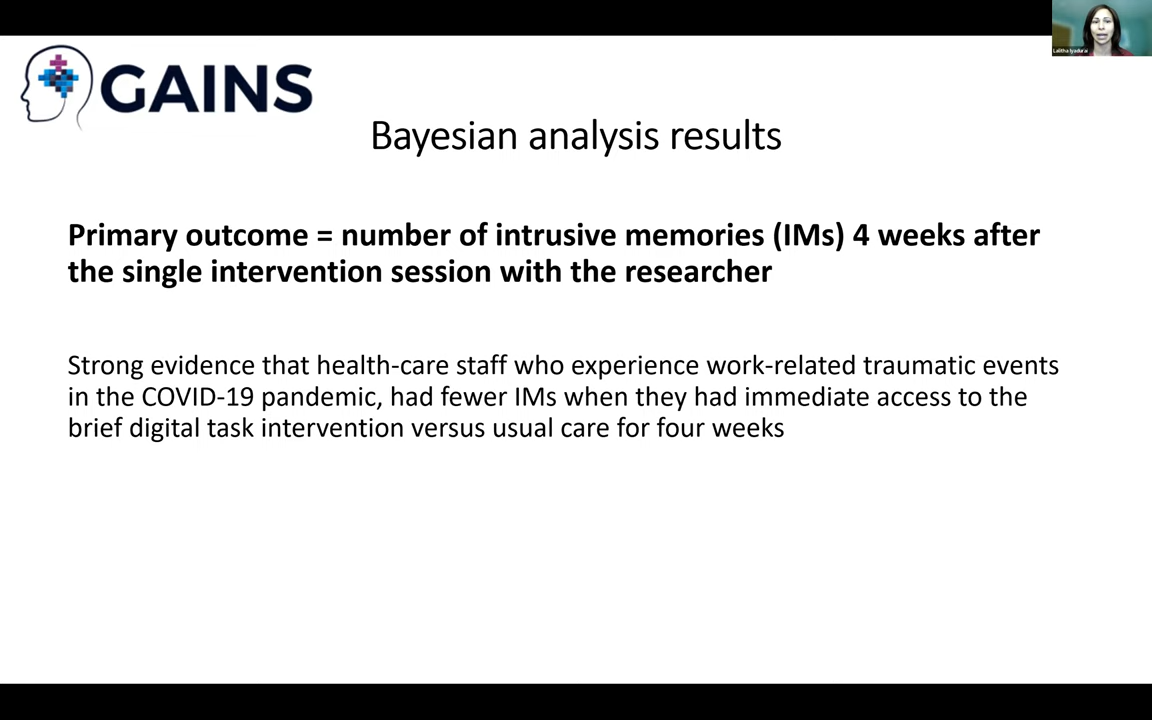 Lalitha Iyadurai
GAINS
Bayesian analysis results
Primary outcome = number of intrusive memories (IMs) 4 weeks after
the single intervention session with the researcher
Strong evidence that health-care staff who experience work-related traumatic events
in the COVID-19 pandemic, had fewer IMs when they had immediate access to the
brief digital task intervention versus usual care for four weeks